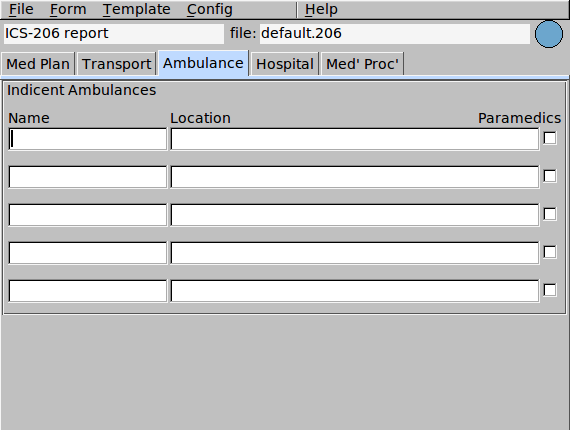 File Form Template Config Help
ICS-206 report file: default.206
Med Plan Transport Ambulance Hospital Med' Proc'
Indicent Ambulances
Name Location Paramedics